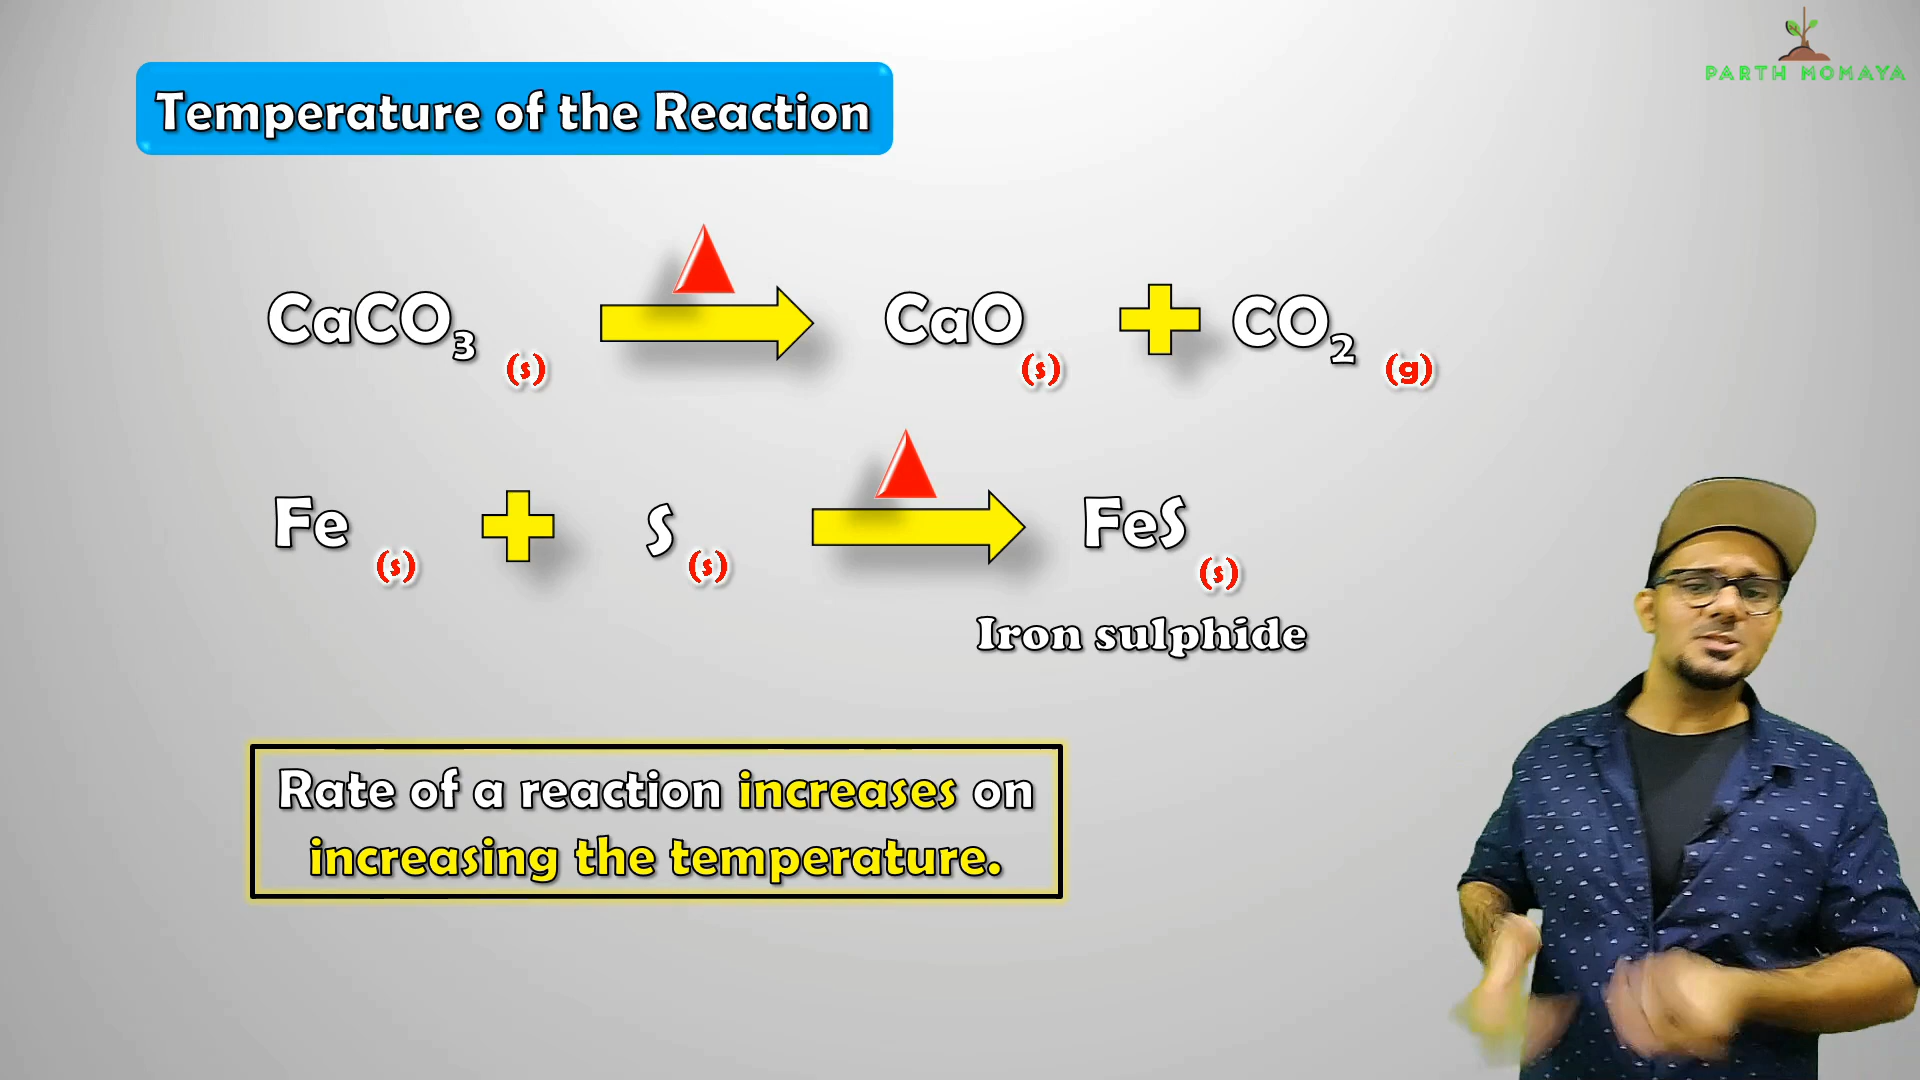 PARTH MOMAYA
Temperature of the Reaction
CaCO₃ (s) CaO (s) + CO₂ (g)
Fe (s) + S (s) FeS (s)
Iron sulphide
Rate of a reaction increases on
increasing the temperature.